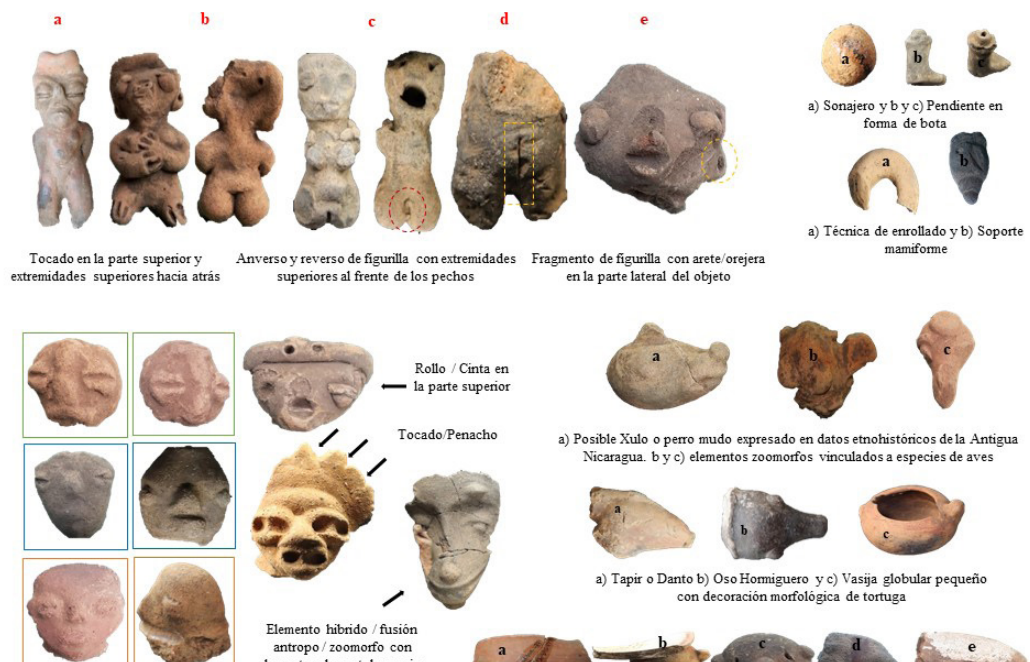 a
b
c
d
e
Tocado en la parte superior y
extremidades superiores hacia atrás
Anverso y reverso de figurilla con extremidades
superiores al frente de los pechos
Fragmento de figurilla con arete/orejera
en la parte lateral del objeto
a
b
c
a) Sonajero y b y c) Pendiente en
forma de bota
a
b
a) Técnica de enrollado y b) Soporte
mamiforme
Rollo / Cinta en
la parte superior
Tocado/Penacho
Elemento hibrido / fusión
antropo / zoomorfo con
a
b
c
a) Posible Xulo o perro mudo expresado en datos etnohistóricos de la Antigua
Nicaragua. b y c) elementos zoomorfos vinculados a especies de aves
a
b
c
a) Tapir o Danto b) Oso Hormiguero y c) Vasija globular pequeño
con decoración morfológica de tortuga
a
b
c
d
e